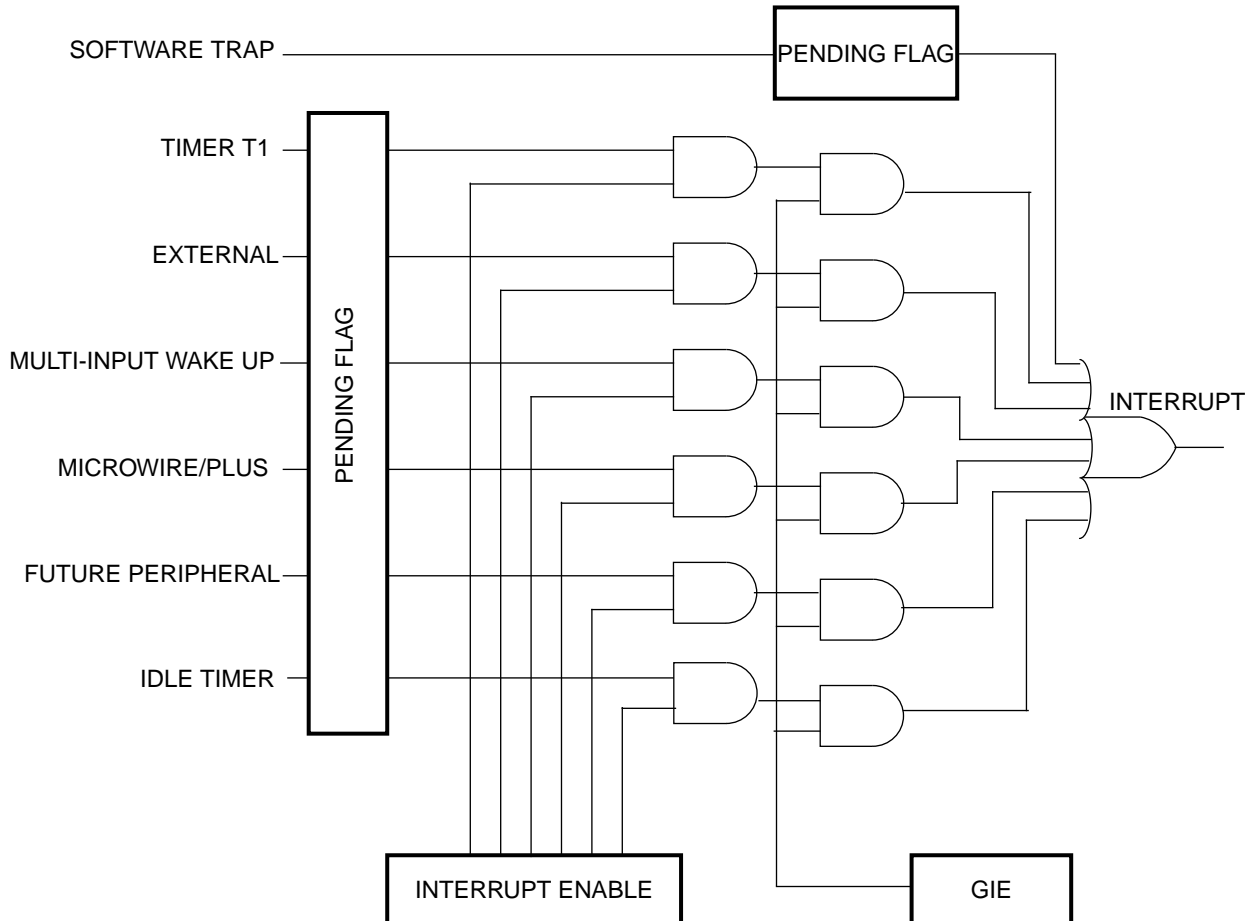 SOFTWARE TRAP
PENDING FLAG
TIMER T1
EXTERNAL
MULTI-INPUT WAKE UP
MICROWIRE/PLUS
FUTURE PERIPHERAL
IDLE TIMER
PENDING FLAG
INTERRUPT
INTERRUPT ENABLE
GIE